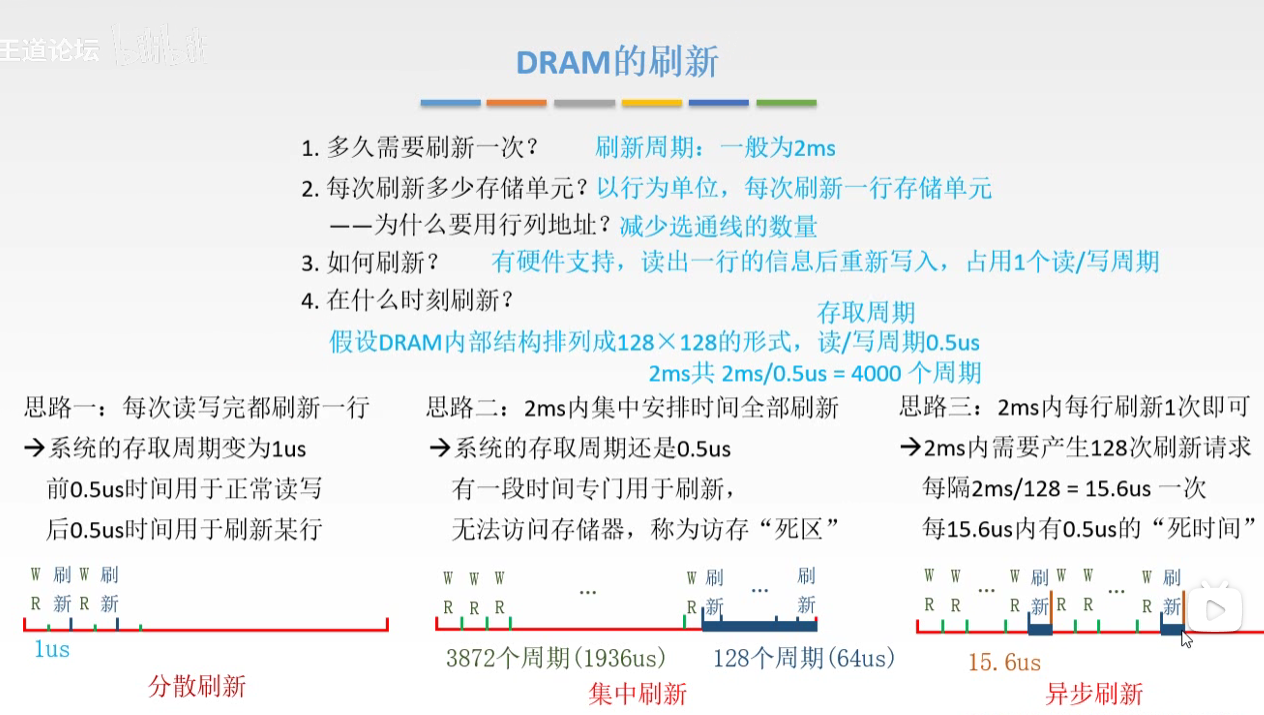 王道论坛
DRAM的刷新
1. 多久需要刷新一次? 刷新周期：一般为2ms
2. 每次刷新多少存储单元? 以行为单位，每次刷新一行存储单元
——为什么要用行列地址? 减少选通线的数量
3. 如何刷新? 有硬件支持，读出一行的信息后重新写入，占用1个读/写周期
4. 在什么时刻刷新?
存取周期
假设DRAM内部结构排列成128×128的形式，读/写周期0.5us
2ms共 2ms/0.5us = 4000 个周期
思路一：每次读写完都刷新一行
→系统的存取周期变为1us
前0.5us时间用于正常读写
后0.5us时间用于刷新某行
W 刷 W 刷
R 新 R 新
1us
分散刷新
思路二：2ms内集中安排时间全部刷新
→系统的存取周期还是0.5us
有一段时间专门用于刷新，
无法访问存储器，称为访存“死区”
W W W ... W 刷 ... 刷
R R R R 新 新
3872个周期(1936us) 128个周期(64us)
集中刷新
思路三：2ms内每行刷新1次即可
→2ms内需要产生128次刷新请求
每隔2ms/128 = 15.6us 一次
每15.6us内有0.5us的“死时间”
W W ... W 刷 W W ... W 刷
R R R 新 R R R 新
15.6us
异步刷新